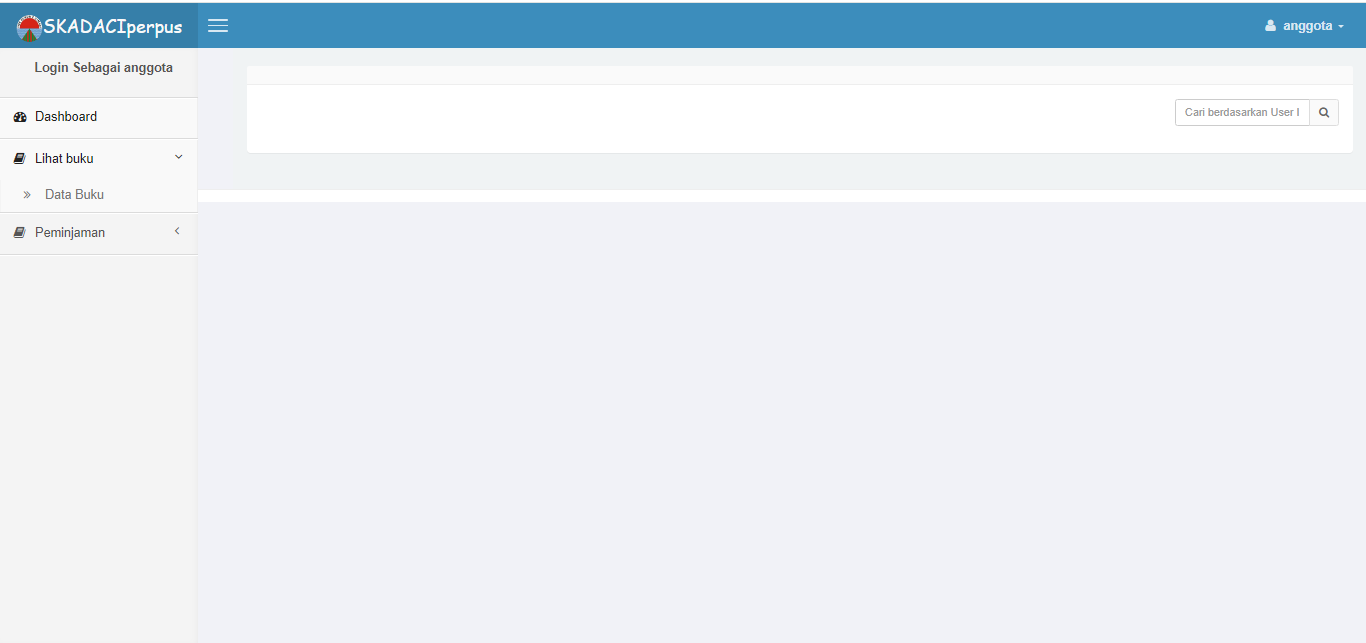 SKADACIperpus
anggota
Login Sebagai anggota
Dashboard
Lihat buku
» Data Buku
Peminjaman
Cari berdasarkan User I